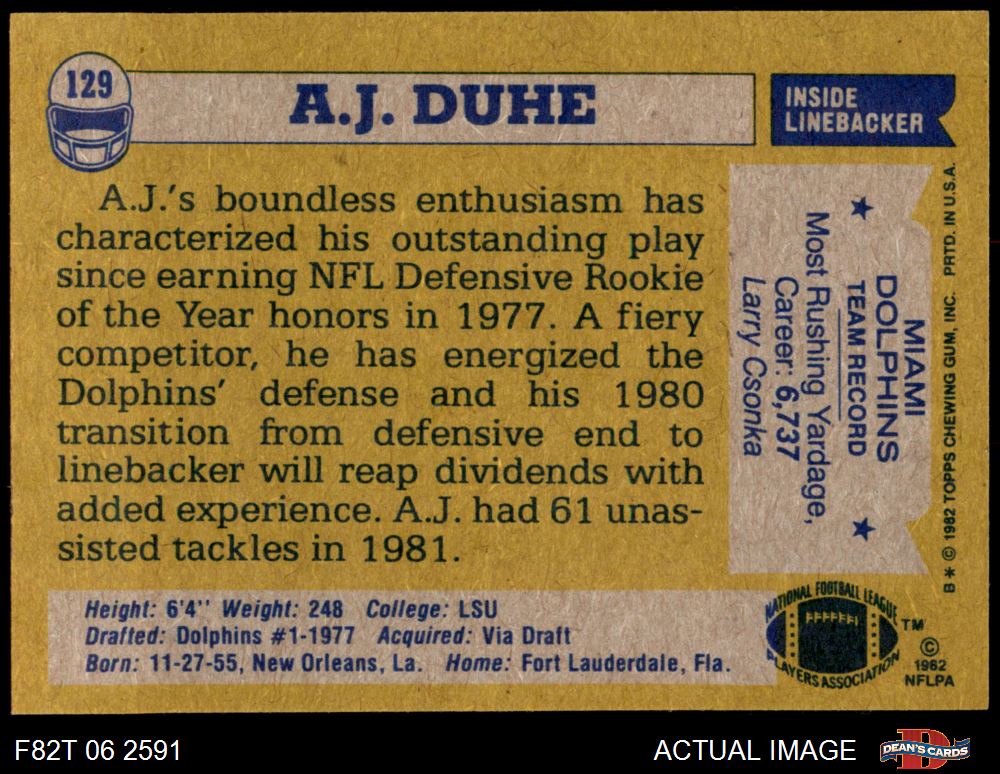 129
A.J. DUHE
INSIDE
LINEBACKER
A.J.'s boundless enthusiasm has
characterized his outstanding play
since earning NFL Defensive Rookie
of the Year honors in 1977. A fiery
competitor, he has energized the
Dolphins' defense and his 1980
transition from defensive end to
linebacker will reap dividends with
added experience. A.J. had 61 unas-
sisted tackles in 1981.
MIAMI
DOLPHINS
TEAM RECORD
Most Rushing Yardage,
Career: 6,737
Larry Csonka
B * © 1982 TOPPS CHEWING GUM, INC. PRTD. IN U.S.A.
Height: 6'4" Weight: 248 College: LSU
Drafted: Dolphins #1-1977 Acquired: Via Draft
Born: 11-27-55, New Orleans, La. Home: Fort Lauderdale, Fla.
NATIONAL FOOTBALL LEAGUE
PLAYERS ASSOCIATION
TM
©
1982
NFLPA
F82T 06 2591
ACTUAL IMAGE
DEAN'S CARDS